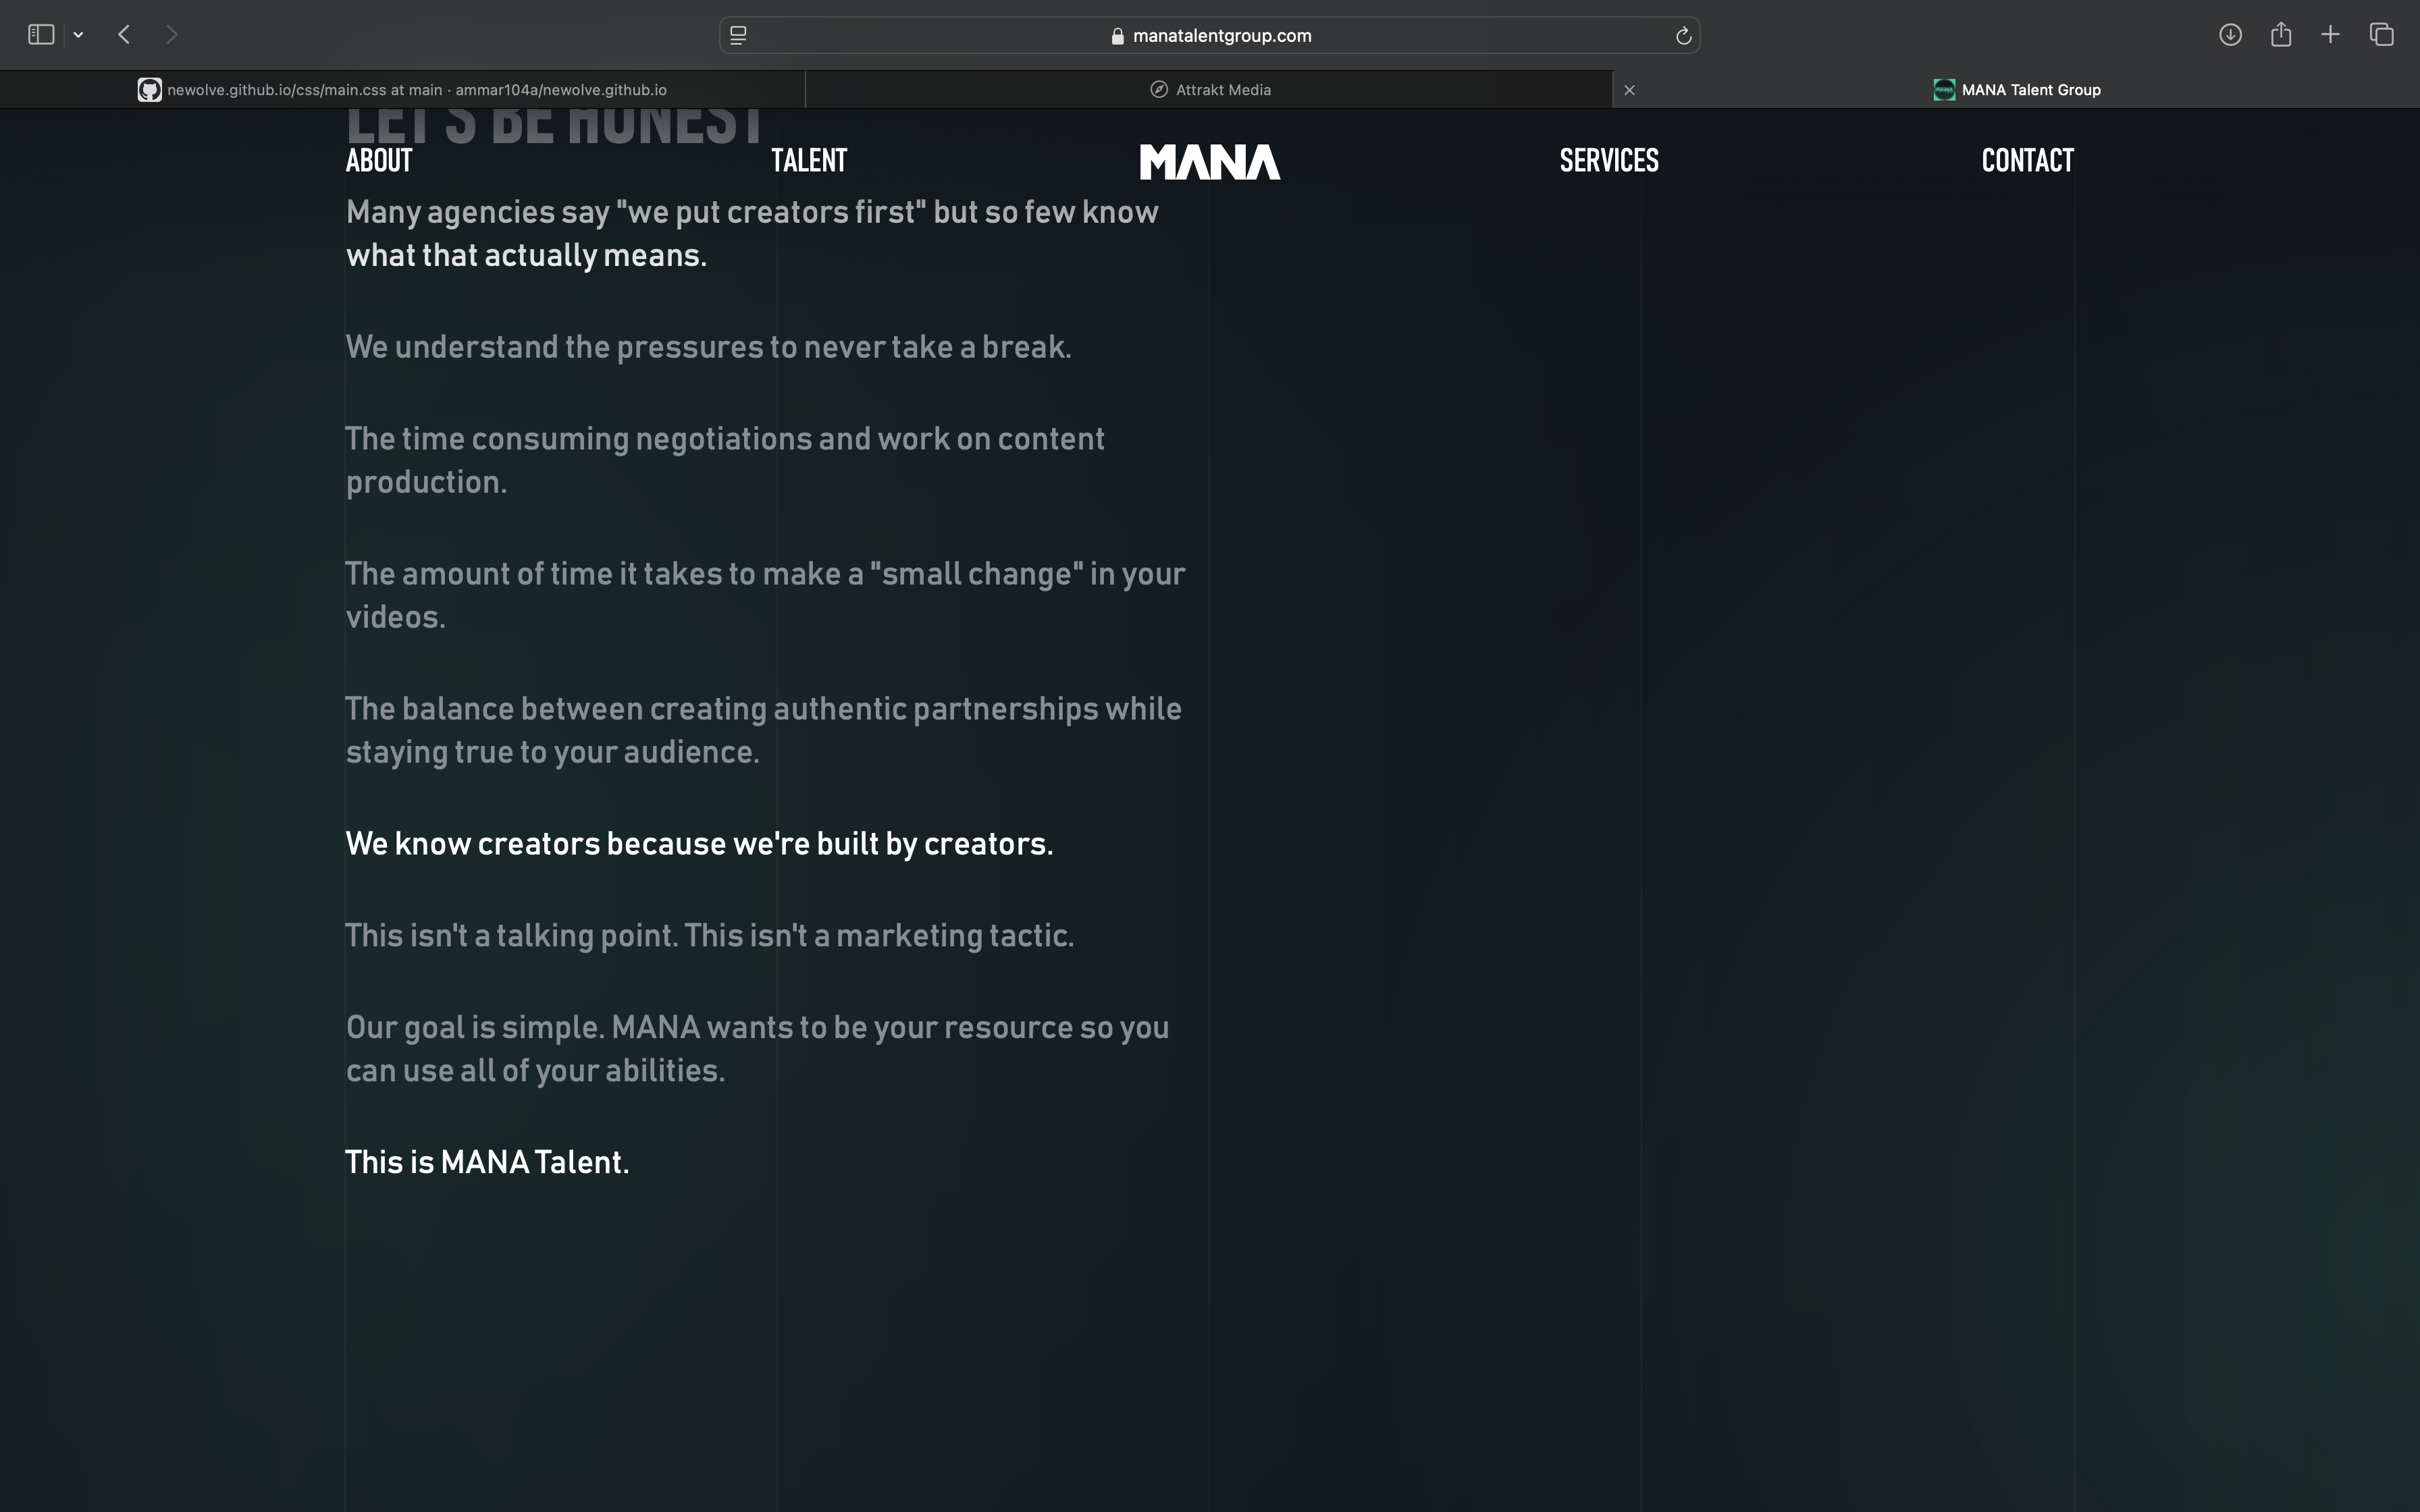 manatalentgroup.com
newolve.github.io/css/main.css at main · ammar104a/newolve.github.io
Attrakt Media
MANA Talent Group
LET'S BE HONEST
ABOUT
TALENT
MANA
SERVICES
CONTACT
Many agencies say "we put creators first" but so few know
what that actually means.
We understand the pressures to never take a break.
The time consuming negotiations and work on content
production.
The amount of time it takes to make a "small change" in your
videos.
The balance between creating authentic partnerships while
staying true to your audience.
We know creators because we're built by creators.
This isn't a talking point. This isn't a marketing tactic.
Our goal is simple. MANA wants to be your resource so you
can use all of your abilities.
This is MANA Talent.